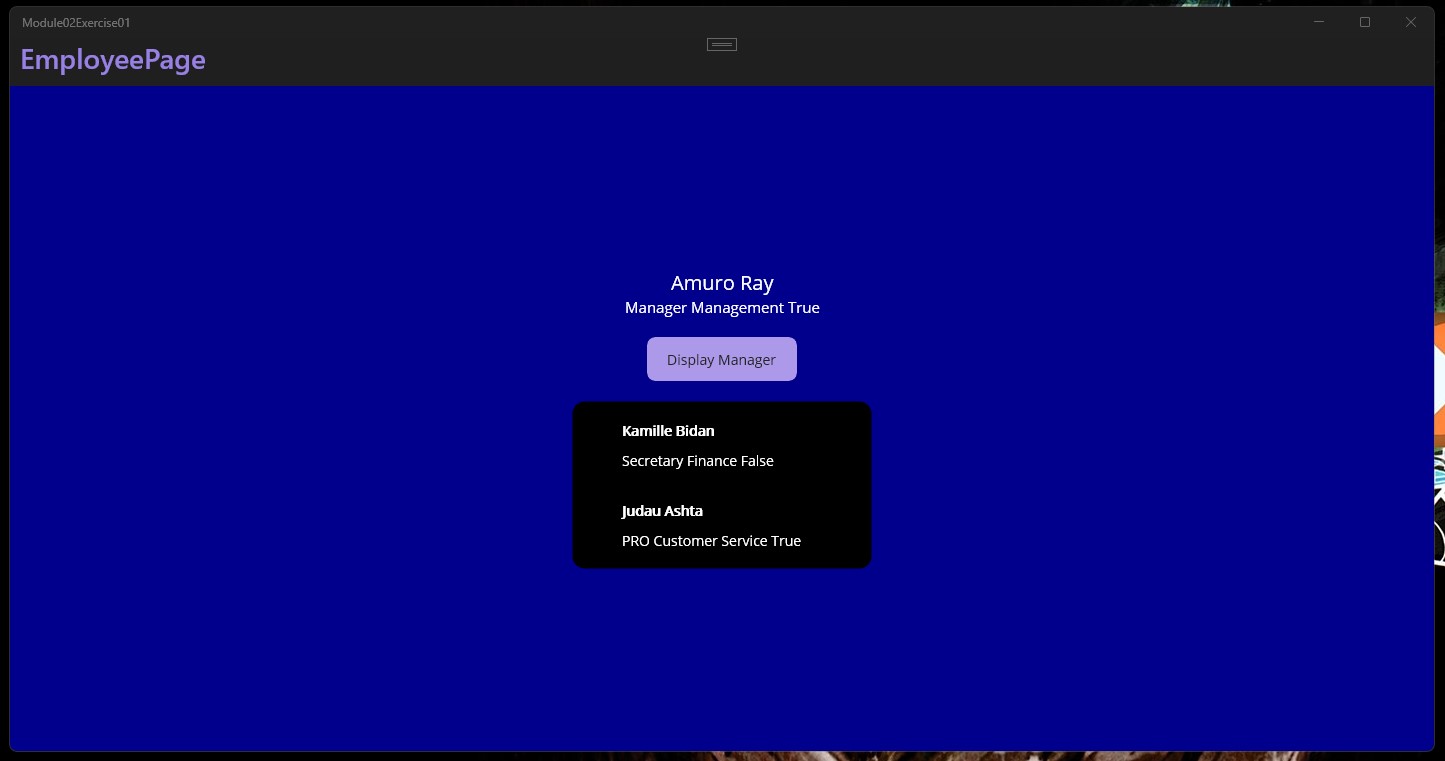 Module02Exercise01
EmployeePage
Amuro Ray
Manager Management True
Display Manager
Kamille Bidan
Secretary Finance False
Judau Ashta
PRO Customer Service True